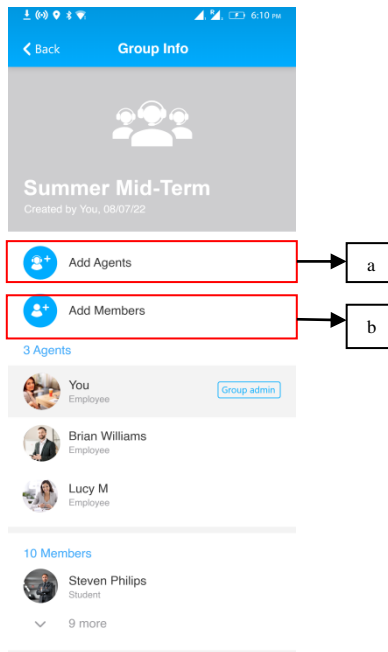 6:10 PM
Back
Group Info
Summer Mid-Term
Created by You, 08/07/22
Add Agents
a
Add Members
b
3 Agents
You
Employee
Group admin
Brian Williams
Employee
Lucy M
Employee
10 Members
Steven Philips
Student
9 more